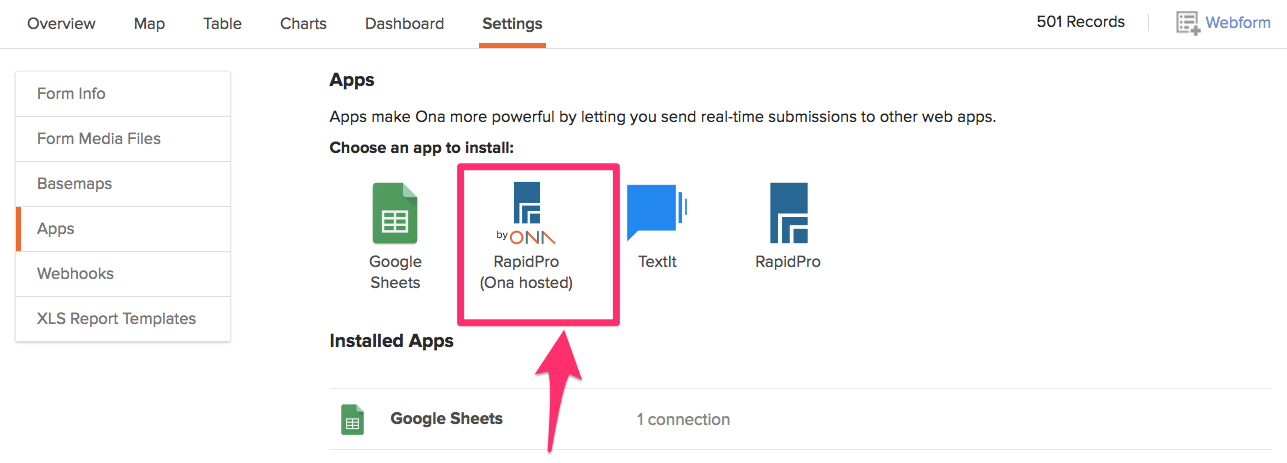 Overview Map Table Charts Dashboard Settings 501 Records Webform
Form Info
Form Media Files
Basemaps
Apps
Webhooks
XLS Report Templates
Apps
Apps make Ona more powerful by letting you send real-time submissions to other web apps.
Choose an app to install:
Google Sheets
by ONA
RapidPro
(Ona hosted)
TextIt
RapidPro
Installed Apps
Google Sheets 1 connection